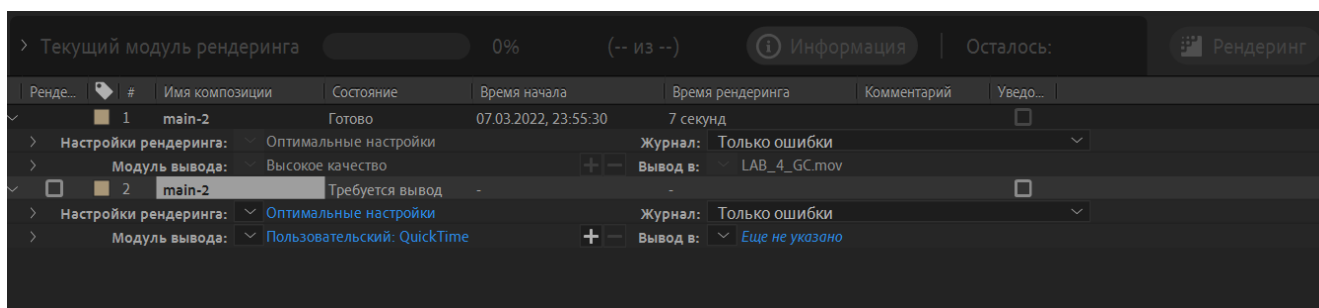 Текущий модуль рендеринга 0% (-- из --) Информация Осталось: Рендеринг
Ренде... # Имя композиции Состояние Время начала Время рендеринга Комментарий Уведо...
1 main-2 Готово 07.03.2022, 23:55:30 7 секунд
Настройки рендеринга: Оптимальные настройки Журнал: Только ошибки
Модуль вывода: Высокое качество Вывод в: LAB_4_GC.mov
2 main-2 Требуется вывод - -
Настройки рендеринга: Оптимальные настройки Журнал: Только ошибки
Модуль вывода: Пользовательский: QuickTime Вывод в: Еще не указано